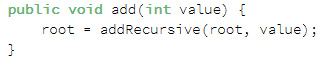 public void add(int value) {
    root = addRecursive(root, value);
}